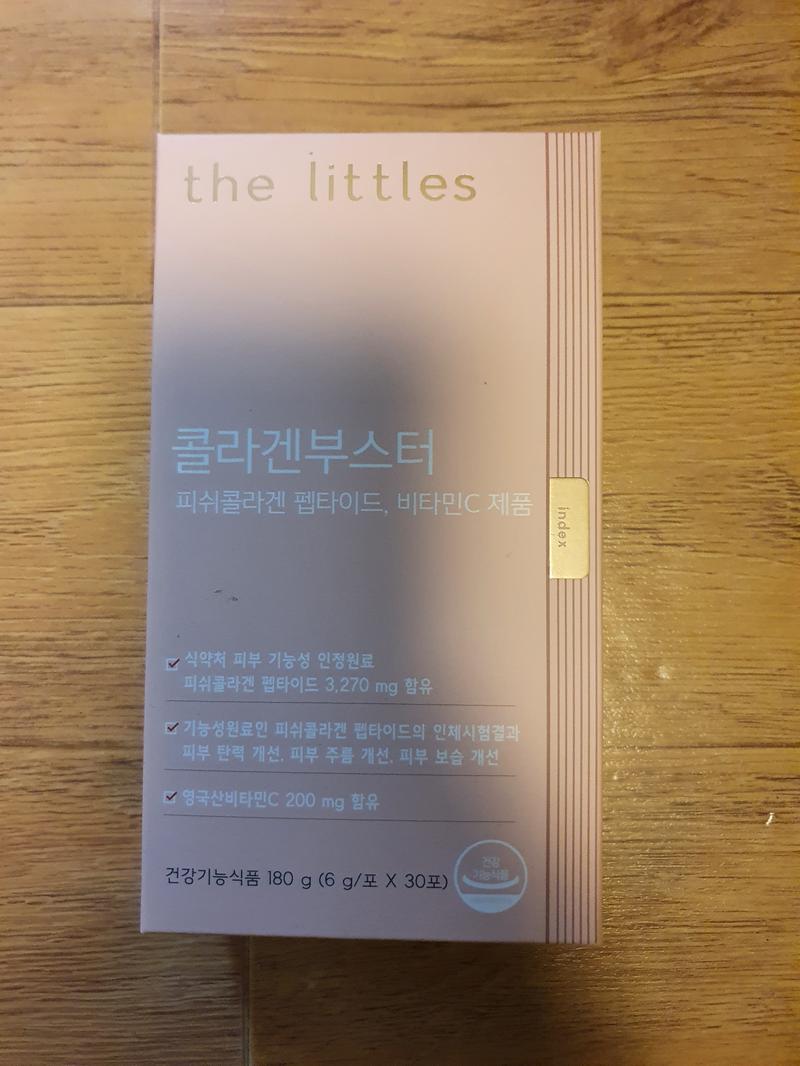 the littles
콜라겐부스터
피쉬콜라겐 펩타이드, 비타민C 제품
index
식약처 피부 기능성 인정원료
피쉬콜라겐 펩타이드 3,270 mg 함유
기능성원료인 피쉬콜라겐 펩타이드의 인체시험결과
피부 탄력 개선, 피부 주름 개선, 피부 보습 개선
영국산비타민C 200 mg 함유
건강기능식품 180 g (6 g/포 X 30포)
건강
기능식품